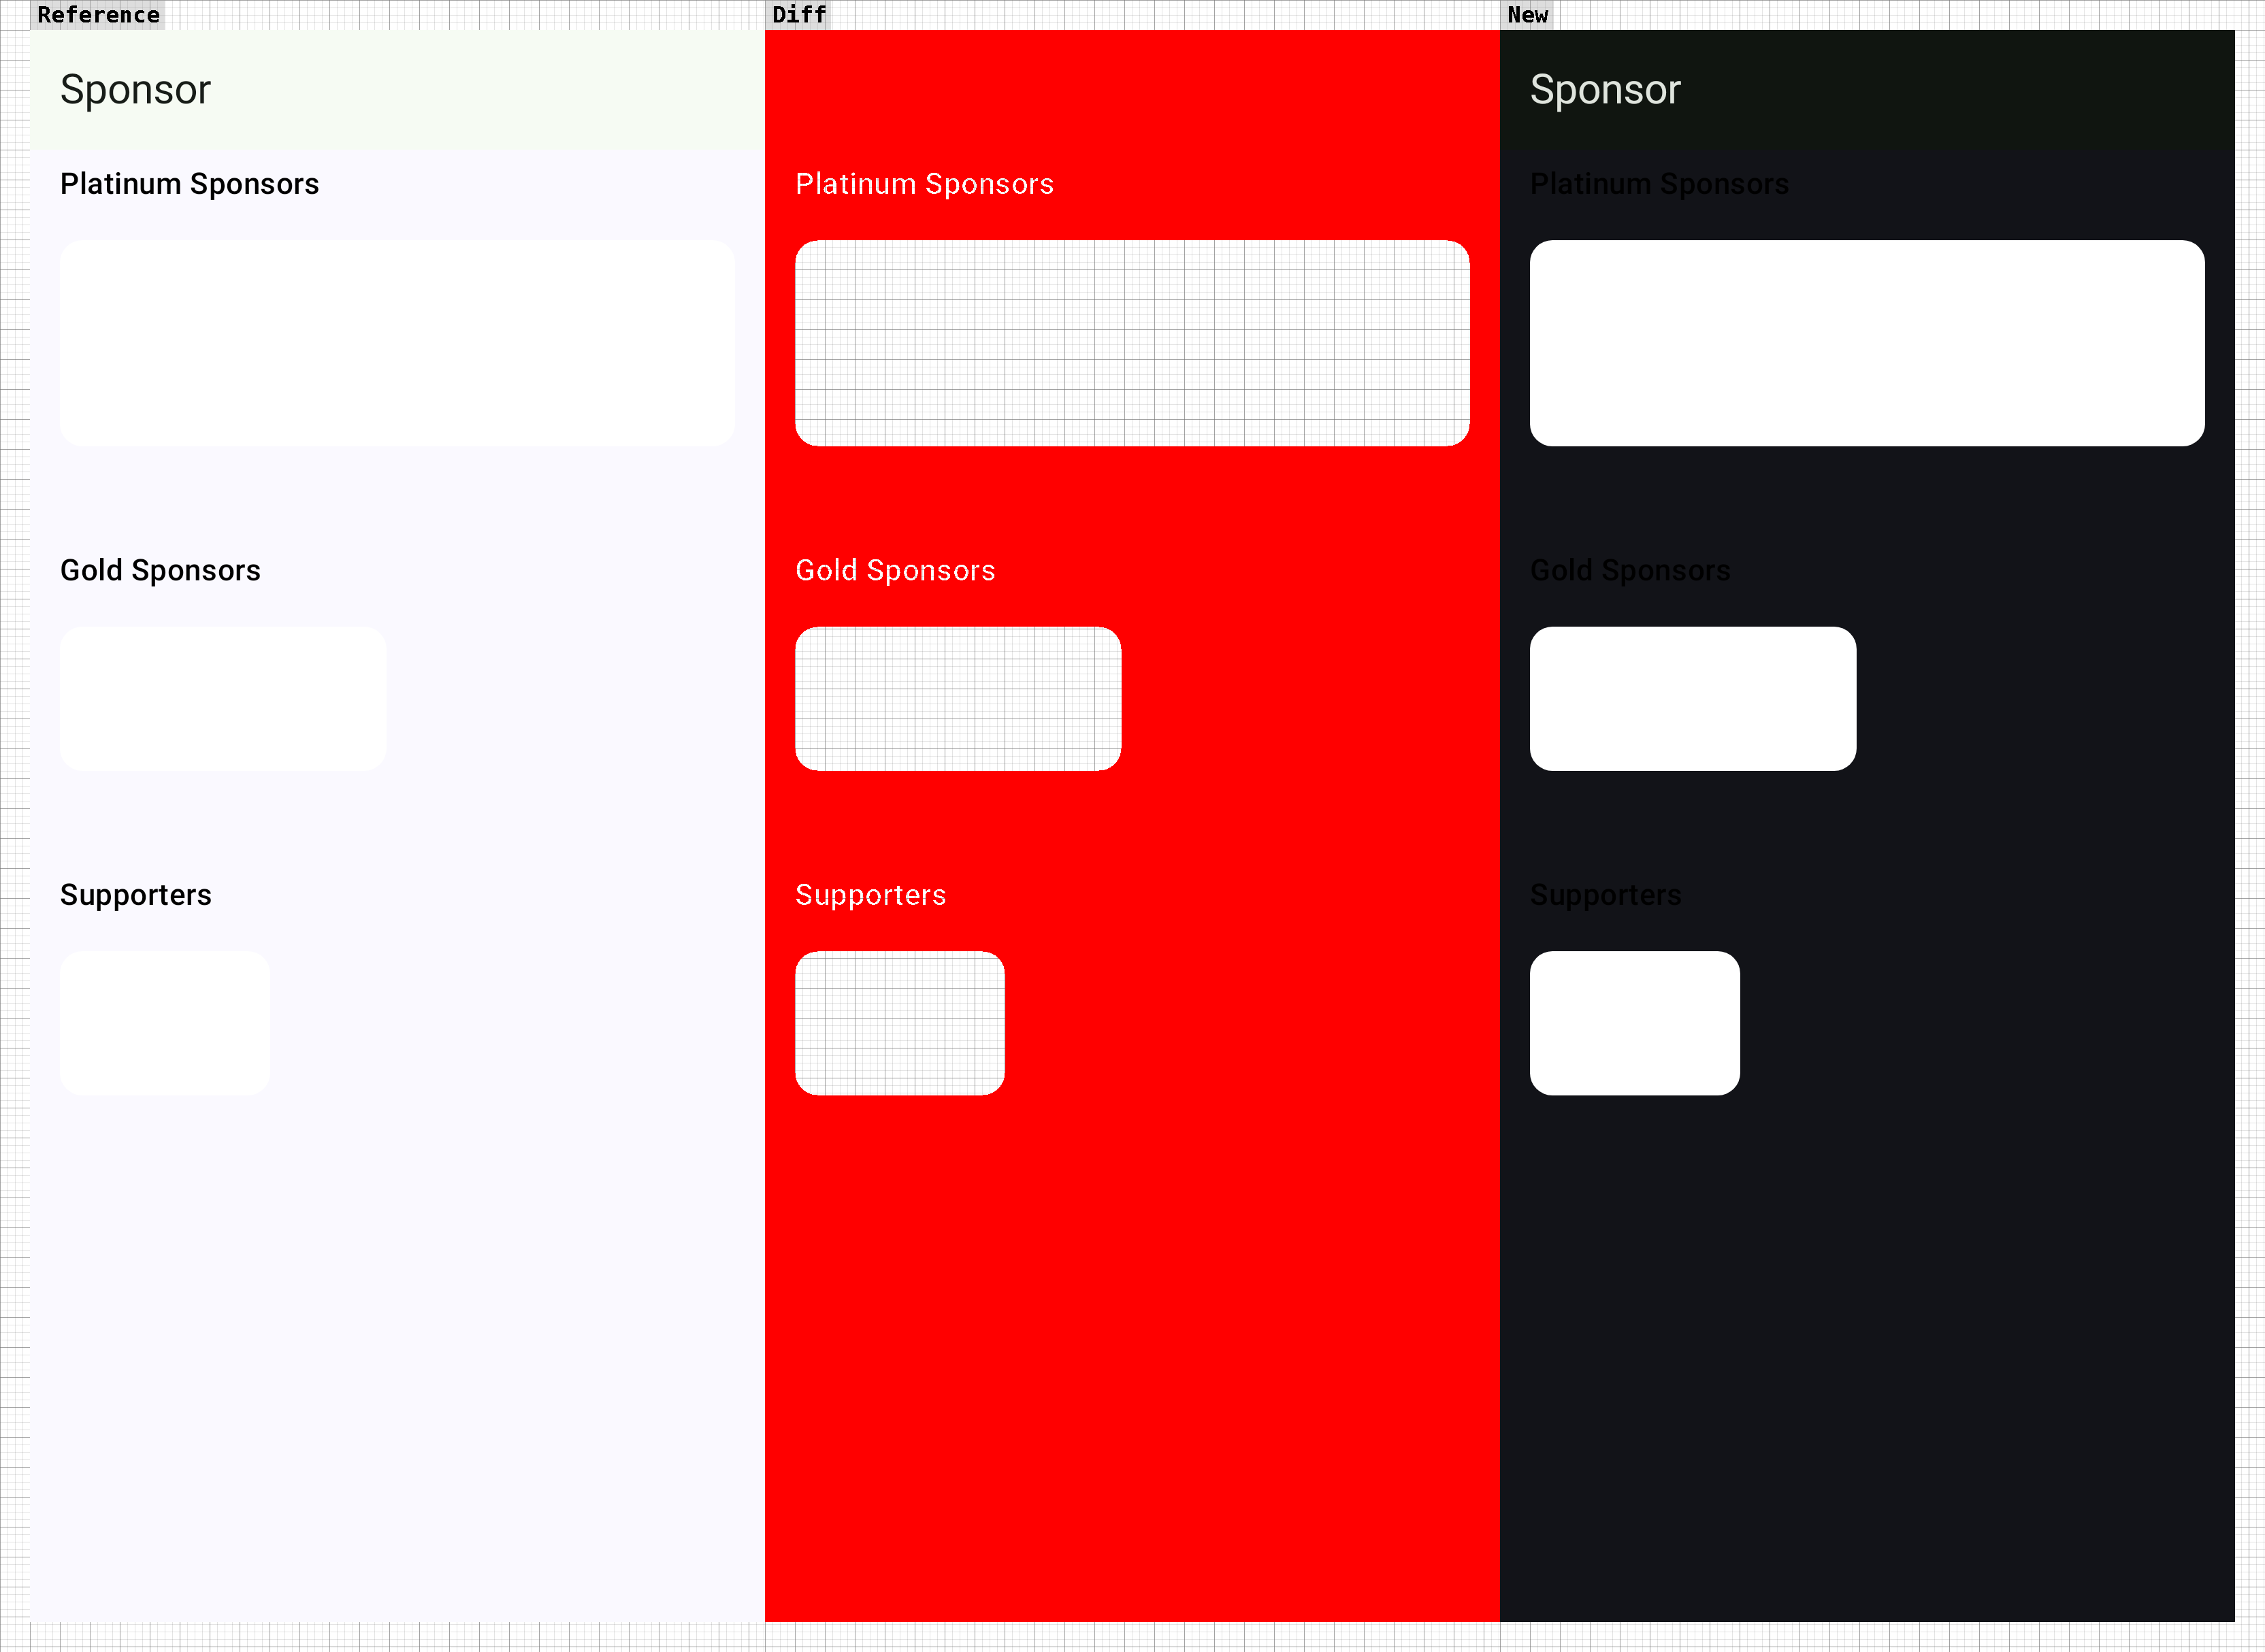 Reference
Diff
New
Sponsor
Sponsor
Platinum Sponsors
Platinum Sponsors
Platinum Sponsors
Gold Sponsors
Gold Sponsors
Gold Sponsors
Supporters
Supporters
Supporters